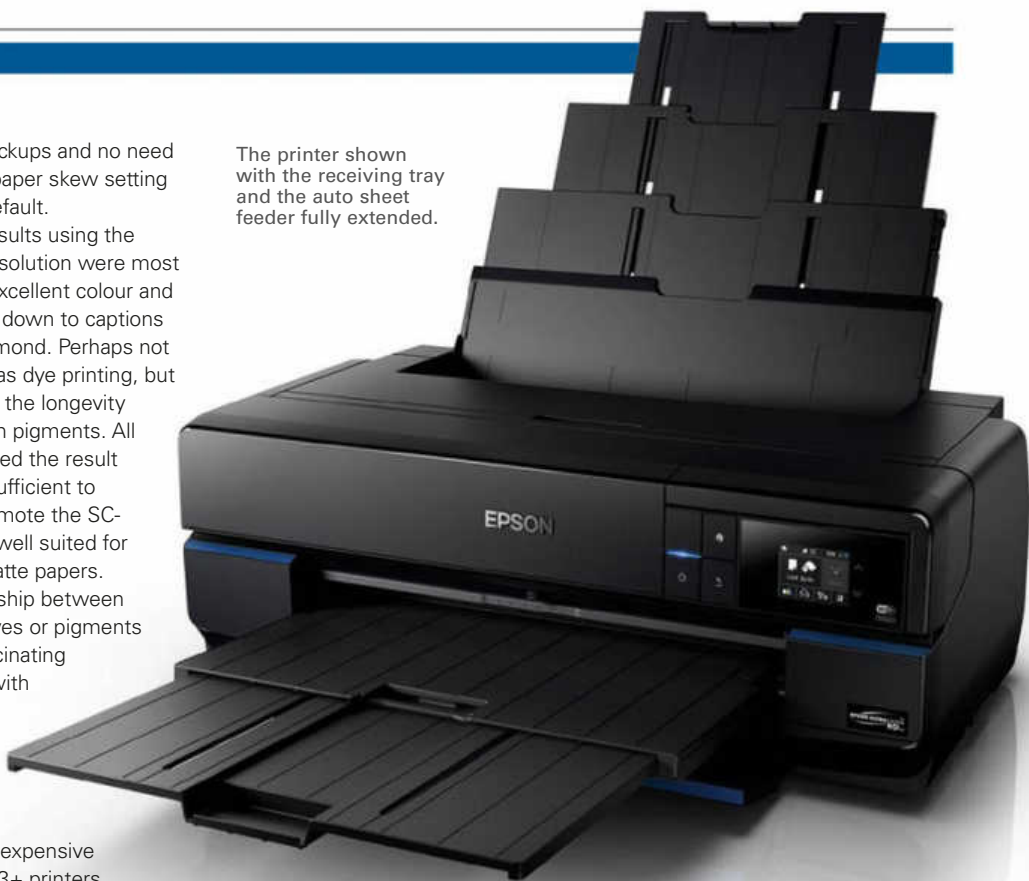 ckups and no need
paper skew setting
efault.
sults using the
solution were most
xcellent colour and
down to captions
mond. Perhaps not
as dye printing, but
the longevity
n pigments. All
ed the result
ufficient to
mote the SC-
well suited for
atte papers.
ship between
yes or pigments
cinating
with
expensive
3+ printers
The printer shown
with the receiving tray
and the auto sheet
feeder fully extended.
EPSON